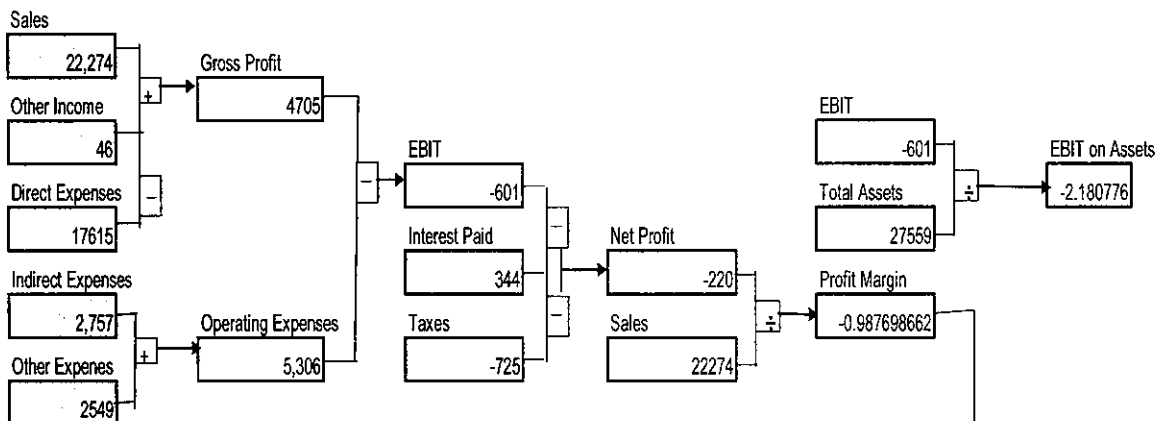 Sales
22,274
+
Other Income
46
−
Direct Expenses
17615
Indirect Expenses
2,757
+
Other Expenes
2549
Gross Profit
4705
Operating Expenses
5,306
−
EBIT
-601
−
Interest Paid
344
−
Taxes
-725
Net Profit
-220
÷
Sales
22274
EBIT
-601
÷
Total Assets
27559
EBIT on Assets
-2.180776
Profit Margin
-0.987698662